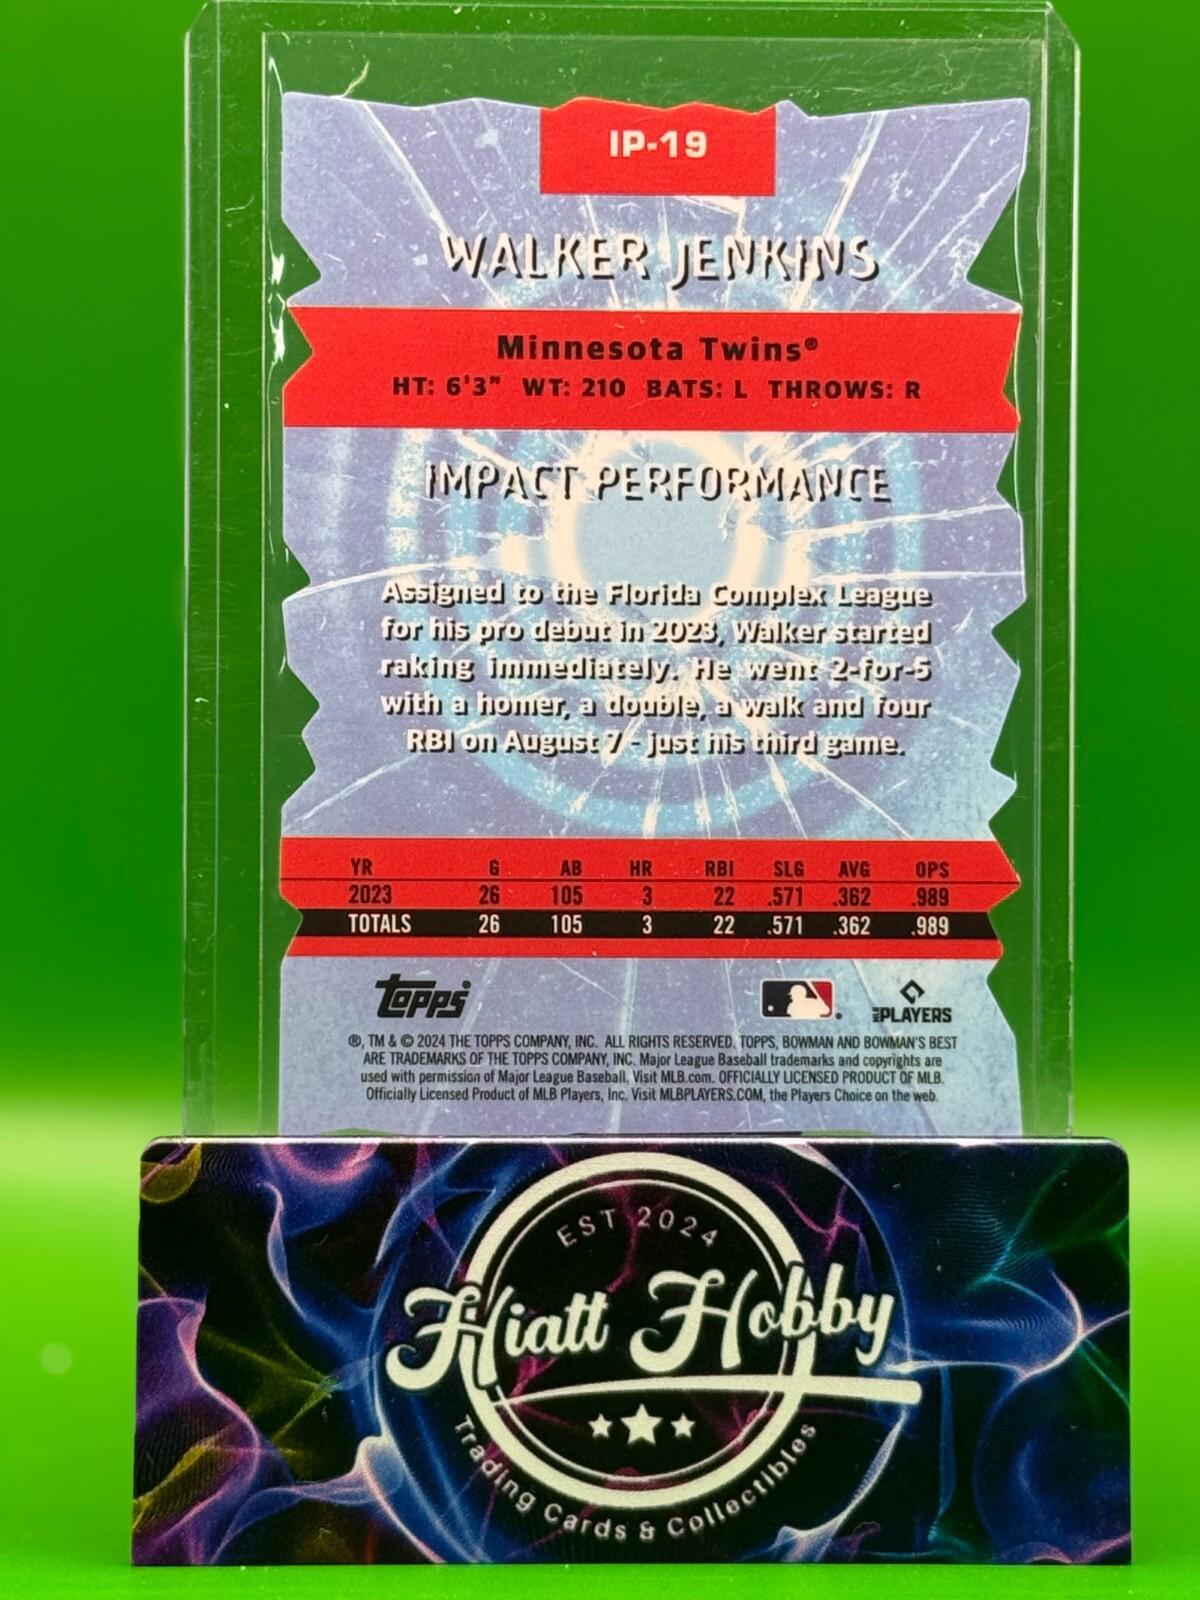 IP-19
WALKER JENKINS
Minnesota Twins®
HT: 6'3" WT: 210 BATS: L THROWS: R
IMPACT PERFORMANCE
Assigned to the Florida Complex League
for his pro debut in 2023, Walker started
raking immediately. He went 2-for-5
with a homer, a double, a walk and four
RBI on August 7 - just his third game.
YR G AB HR RBI SLG AVG OPS
2023 26 105 3 22 .571 .362 .989
TOTALS 26 105 3 22 .571 .362 .989
topps
MLB PLAYERS
®, TM & © 2024 THE TOPPS COMPANY, INC. ALL RIGHTS RESERVED. TOPPS, BOWMAN AND BOWMAN'S BEST
ARE TRADEMARKS OF THE TOPPS COMPANY, INC. Major League Baseball trademarks and copyrights are
used with permission of Major League Baseball. Visit MLB.com. OFFICIALLY LICENSED PRODUCT OF MLB.
Officially Licensed Product of MLB Players, Inc. Visit MLBPLAYERS.COM, the Players Choice on the web.
EST 2024
Hiatt Hobby
Trading Cards & Collectibles